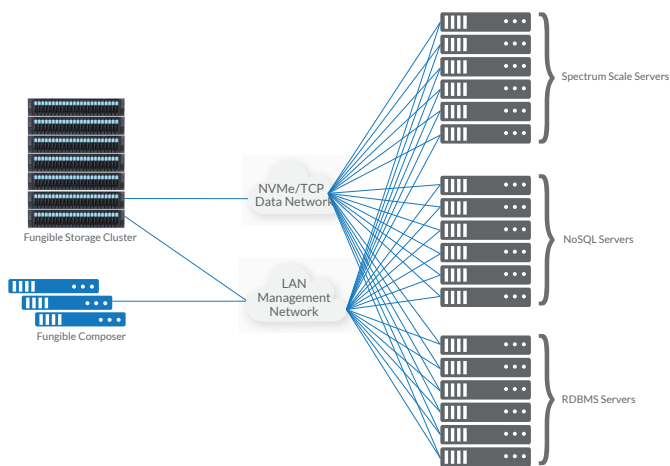 Spectrum Scale Servers
NVMe/TCP
Data Network
Fungible Storage Cluster
NoSQL Servers
LAN
Management
Network
Fungible Composer
RDBMS Servers